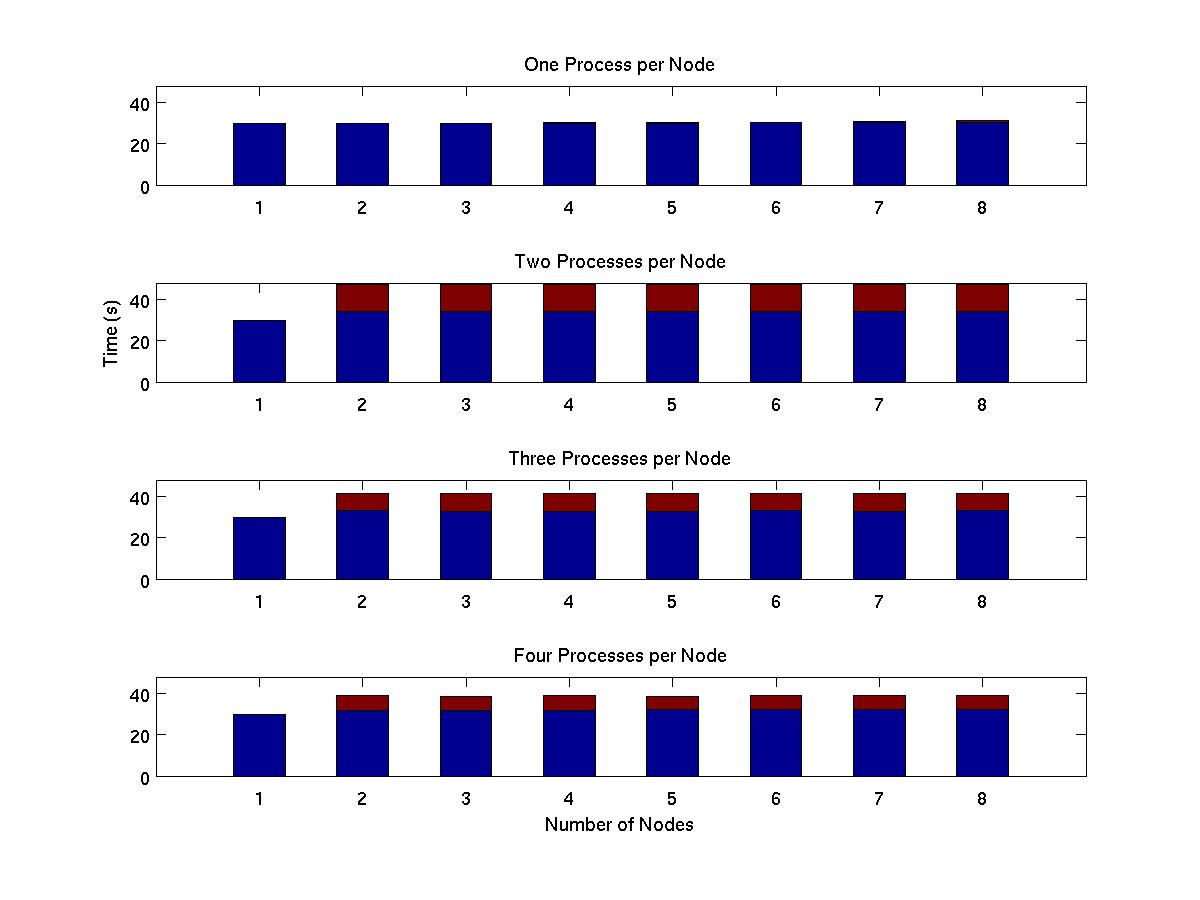 One Process per Node
40
20
0
1 2 3 4 5 6 7 8
Two Processes per Node
40
20
0
Time (s)
1 2 3 4 5 6 7 8
Three Processes per Node
40
20
0
1 2 3 4 5 6 7 8
Four Processes per Node
40
20
0
1 2 3 4 5 6 7 8
Number of Nodes